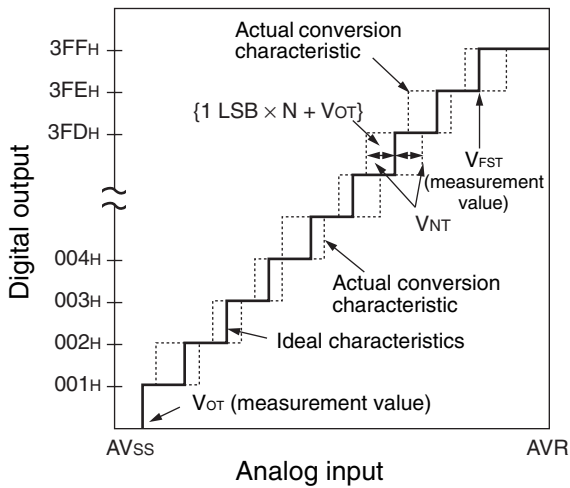 Actual conversion
characteristic
3FFH
3FEH
{1 LSB × N + VOT}
3FDH
VFST
(measurement
value)
VNT
Digital output
004H
Actual conversion
characteristic
003H
Ideal characteristics
002H
001H
VOT (measurement value)
AVSS
AVR
Analog input